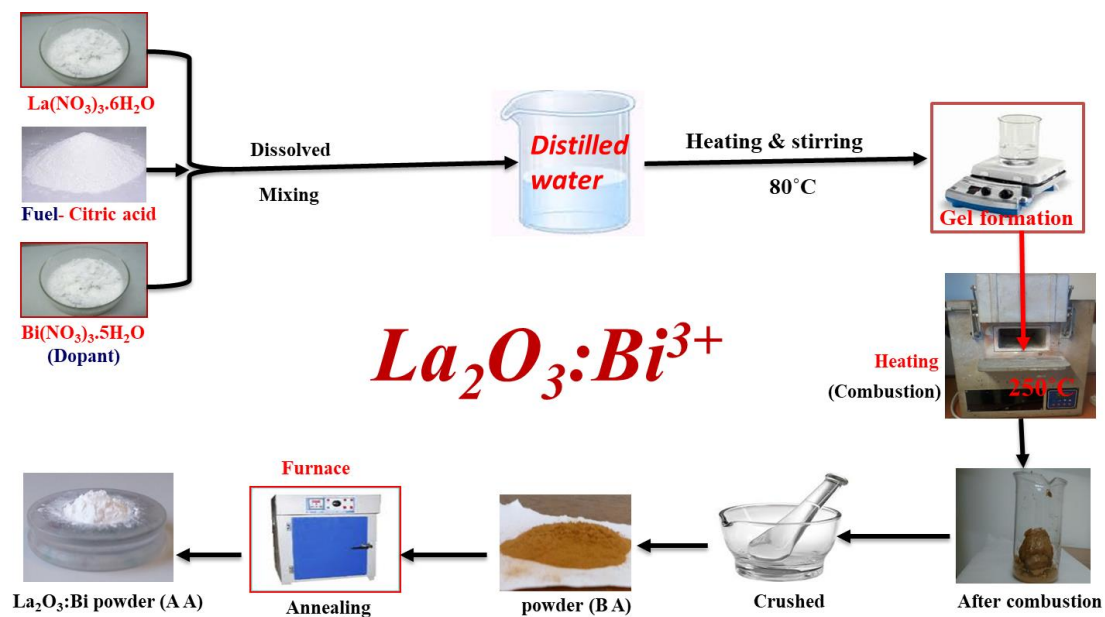 La(NO₃)₃.6H₂O
Fuel- Citric acid
Bi(NO₃)₃.5H₂O
(Dopant)
Dissolved
Mixing
Distilled
water
Heating & stirring
80˚C
Gel formation
La₂O₃:Bi³⁺
Heating
(Combustion)
250˚C
After combustion
Crushed
powder (B A)
Furnace
Annealing
La₂O₃:Bi powder (A A)